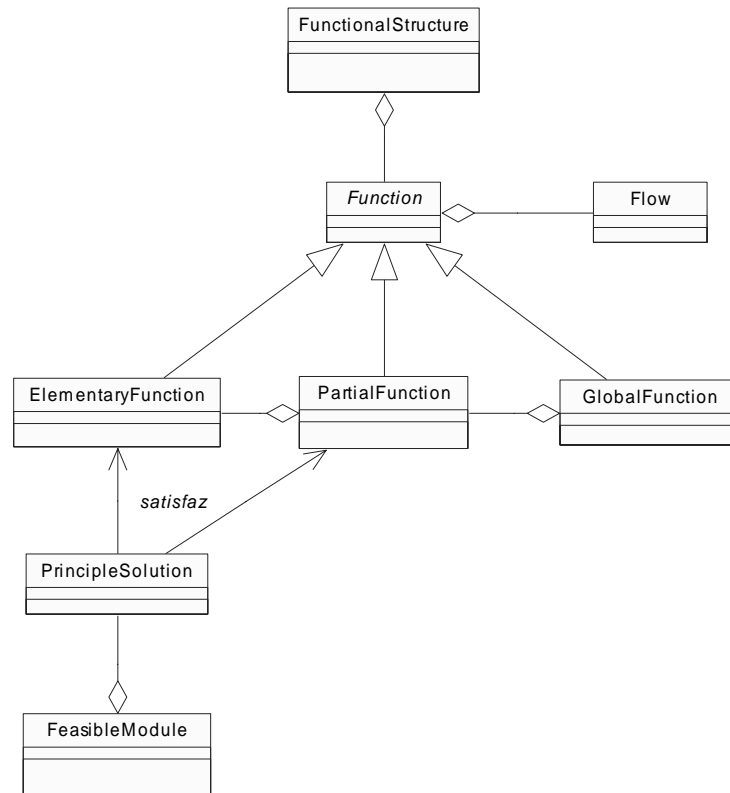 FunctionalStructure
Function
Flow
ElementaryFunction
PartialFunction
GlobalFunction
satisfaz
PrincipleSolution
FeasibleModule